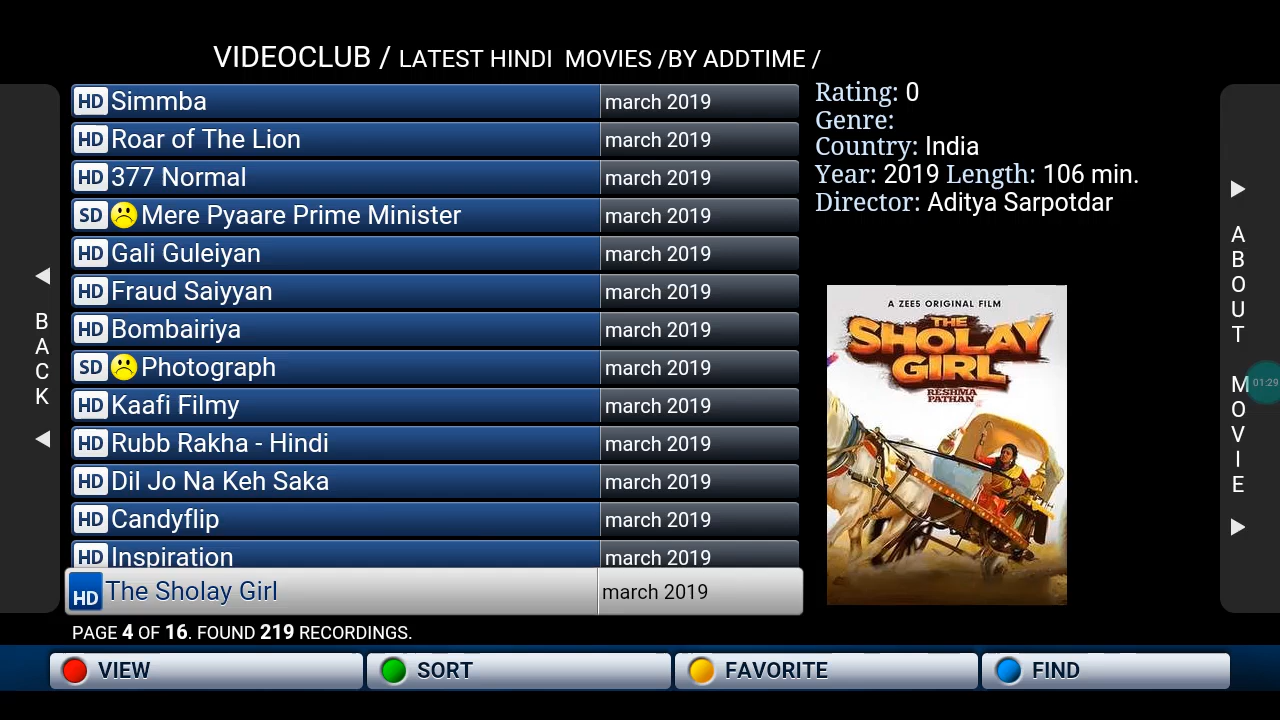 VIDEOCLUB / LATEST HINDI  MOVIES /BY ADDTIME /
HD Simmba march 2019
HD Roar of The Lion march 2019
HD 377 Normal march 2019
SD Mere Pyaare Prime Minister march 2019
HD Gali Guleiyan march 2019
HD Fraud Saiyyan march 2019
HD Bombairiya march 2019
SD Photograph march 2019
HD Kaafi Filmy march 2019
HD Rubb Rakha - Hindi march 2019
HD Dil Jo Na Keh Saka march 2019
HD Candyflip march 2019
HD Inspiration march 2019
HD The Sholay Girl march 2019
PAGE 4 OF 16. FOUND 219 RECORDINGS.
BACK
Rating: 0
Genre:
Country: India
Year: 2019 Length: 106 min.
Director: Aditya Sarpotdar
A ZEE5 ORIGINAL FILM
THE
SHOLAY
GIRL
RESHMA
PATHAN
ABOUT MOVIE
01:29
VIEW SORT FAVORITE FIND